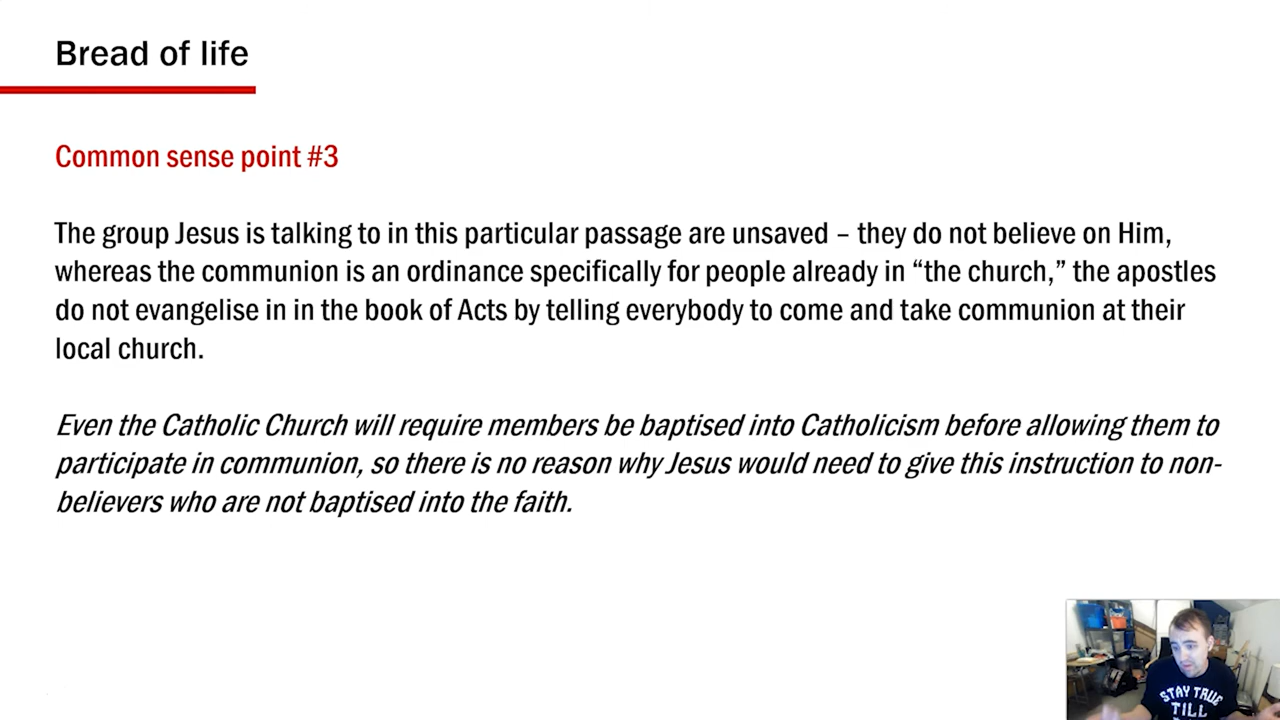 Bread of life
Common sense point #3
The group Jesus is talking to in this particular passage are unsaved – they do not believe on Him,
whereas the communion is an ordinance specifically for people already in “the church,” the apostles
do not evangelise in in the book of Acts by telling everybody to come and take communion at their
local church.
Even the Catholic Church will require members be baptised into Catholicism before allowing them to
participate in communion, so there is no reason why Jesus would need to give this instruction to non-
believers who are not baptised into the faith.
STAY TRUE
TILL